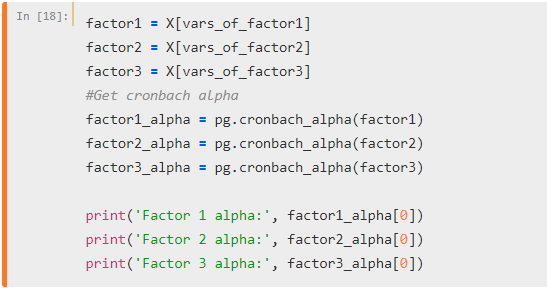 In [18]:
factor1 = X[vars_of_factor1]
factor2 = X[vars_of_factor2]
factor3 = X[vars_of_factor3]
#Get cronbach alpha
factor1_alpha = pg.cronbach_alpha(factor1)
factor2_alpha = pg.cronbach_alpha(factor2)
factor3_alpha = pg.cronbach_alpha(factor3)
print('Factor 1 alpha:', factor1_alpha[0])
print('Factor 2 alpha:', factor2_alpha[0])
print('Factor 3 alpha:', factor3_alpha[0])